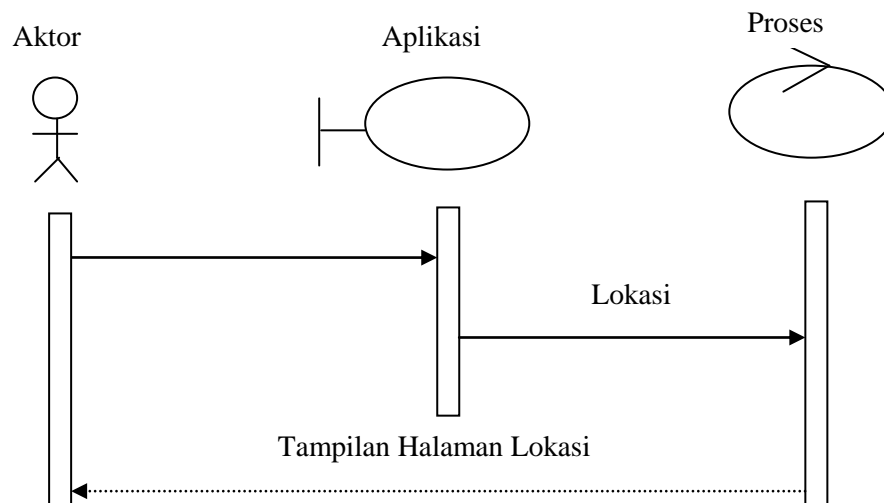 Aktor
Aplikasi
Proses
Lokasi
Tampilan Halaman Lokasi